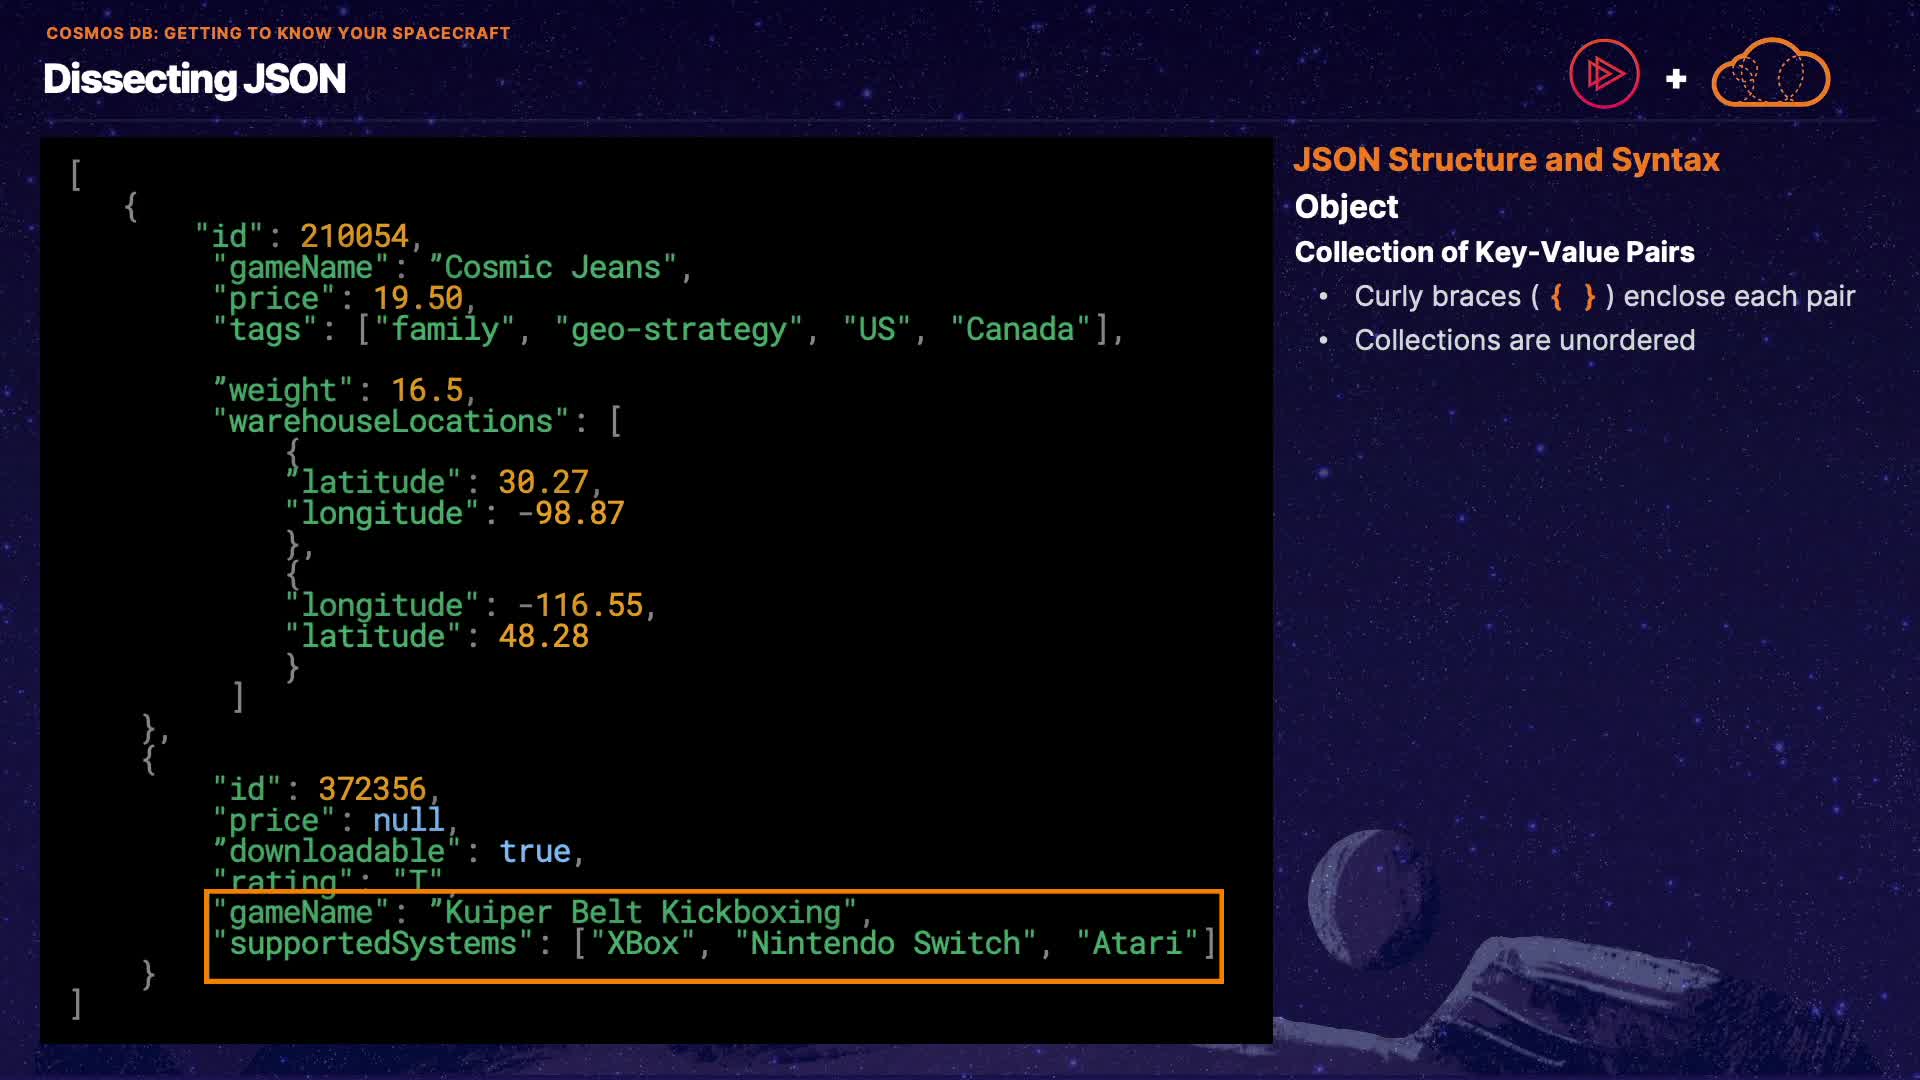 COSMOS DB: GETTING TO KNOW YOUR SPACECRAFT
Dissecting JSON
+
[
{
"id": 210054,
"gameName": ”Cosmic Jeans",
"price": 19.50,
"tags": ["family", "geo-strategy", "US", "Canada"],
”weight": 16.5,
"warehouseLocations": [
{
”latitude": 30.27,
"longitude": -98.87
},
{
"longitude": -116.55,
"latitude": 48.28
}
]
},
{
"id": 372356,
"price": null,
”downloadable": true,
"rating": "T",
"gameName": ”Kuiper Belt Kickboxing",
"supportedSystems": ["XBox", "Nintendo Switch", "Atari"]
}
]
JSON Structure and Syntax
Object
Collection of Key-Value Pairs
• Curly braces ( { } ) enclose each pair
• Collections are unordered